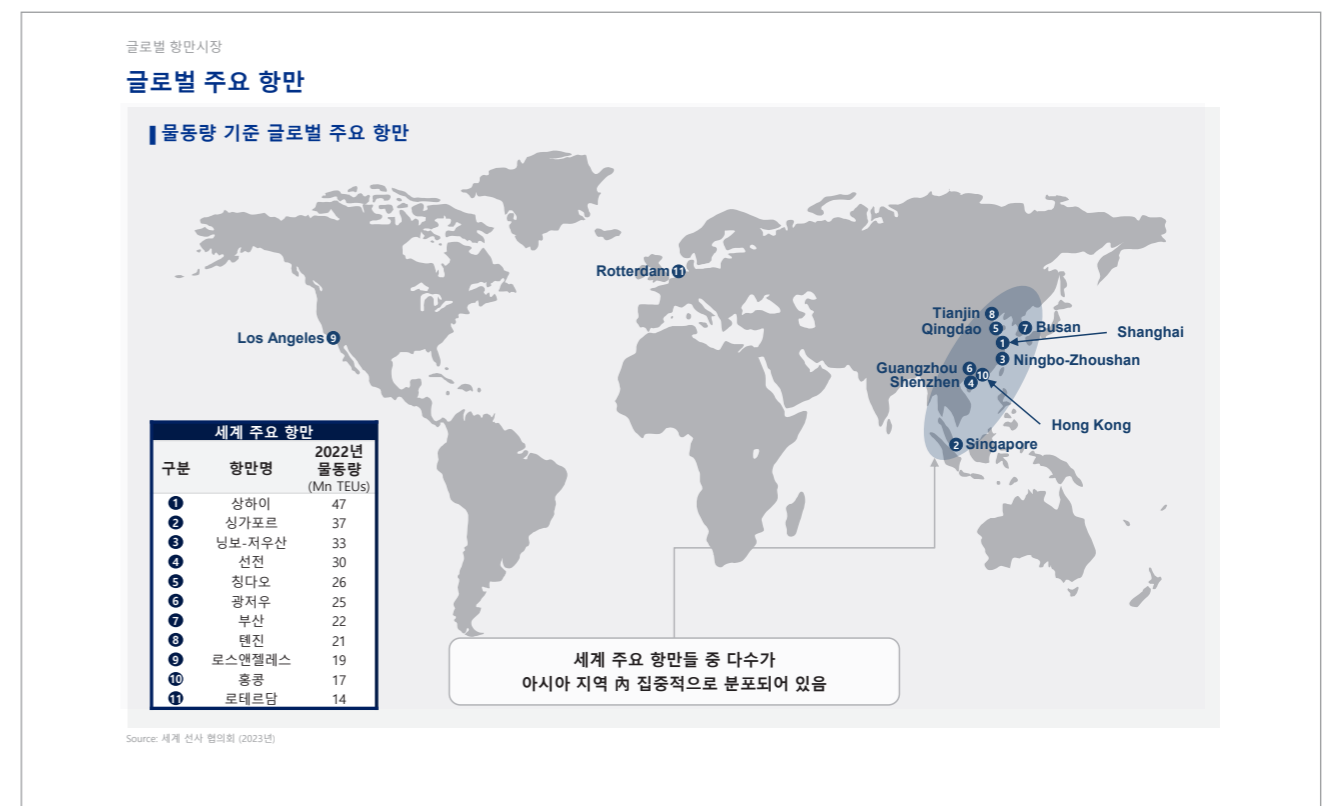 글로벌 항만시장
글로벌 주요 항만
물동량 기준 글로벌 주요 항만
Rotterdam 11
Los Angeles 9
Tianjin 8
Qingdao 5
7 Busan
1 Shanghai
3 Ningbo-Zhoushan
Guangzhou 6
Shenzhen 4
10 Hong Kong
2 Singapore
세계 주요 항만
구분 항만명 2022년 물동량 (Mn TEUs)
1 상하이 47
2 싱가포르 37
3 닝보-저우산 33
4 선전 30
5 칭다오 26
6 광저우 25
7 부산 22
8 톈진 21
9 로스앤젤레스 19
10 홍콩 17
11 로테르담 14
세계 주요 항만들 중 다수가
아시아 지역 內 집중적으로 분포되어 있음
Source: 세계 선사 협의회 (2023년)